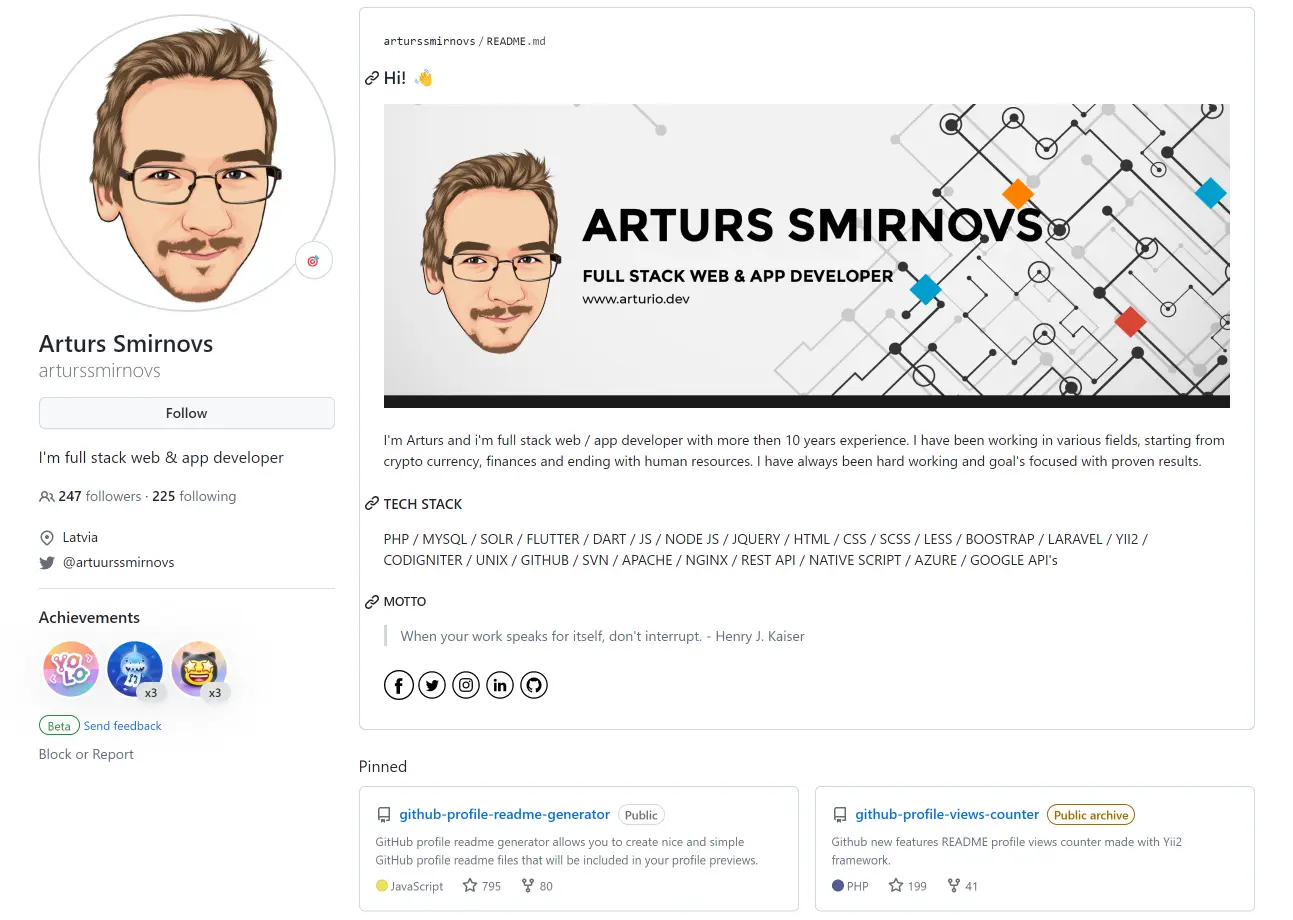 Arturs Smirnovs
arturssmirnovs
Follow
I'm full stack web & app developer
247 followers · 225 following
Latvia
@artuurssmirnovs
Achievements
YOLO
x3
x3
Beta Send feedback
Block or Report
arturssmirnovs / README.md
Hi! 👋
ARTURS SMIRNOVS
FULL STACK WEB & APP DEVELOPER
www.arturio.dev
I'm Arturs and i'm full stack web / app developer with more then 10 years experience. I have been working in various fields, starting from
crypto currency, finances and ending with human resources. I have always been hard working and goal's focused with proven results.
TECH STACK
PHP / MYSQL / SOLR / FLUTTER / DART / JS / NODE JS / JQUERY / HTML / CSS / SCSS / LESS / BOOSTRAP / LARAVEL / YII2 /
CODIGNITER / UNIX / GITHUB / SVN / APACHE / NGINX / REST API / NATIVE SCRIPT / AZURE / GOOGLE API's
MOTTO
When your work speaks for itself, don't interrupt. - Henry J. Kaiser
Pinned
github-profile-readme-generator Public
GitHub profile readme generator allows you to create nice and simple
GitHub profile readme files that will be included in your profile previews.
JavaScript 795 80
github-profile-views-counter Public archive
Github new features README profile views counter made with Yii2
framework.
PHP 199 41